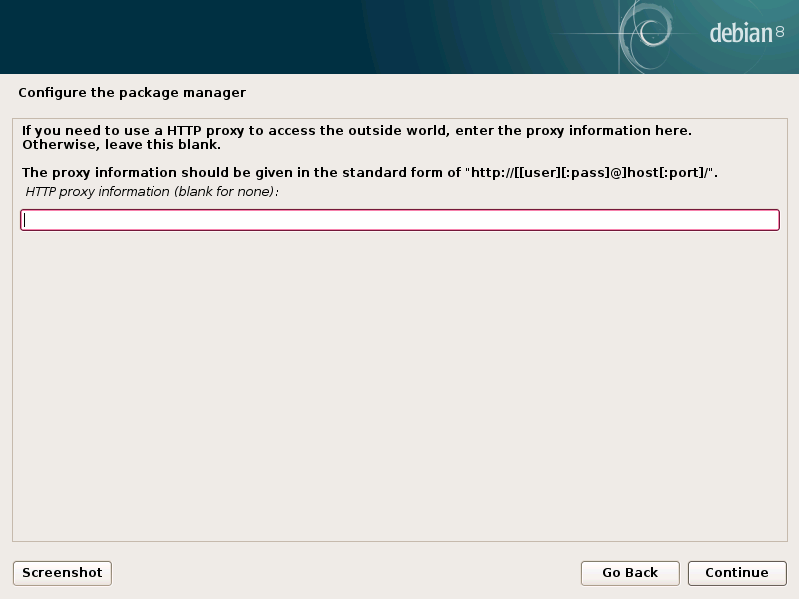 debian 8
Configure the package manager
If you need to use a HTTP proxy to access the outside world, enter the proxy information here.
Otherwise, leave this blank.
The proxy information should be given in the standard form of "http://[[user][:pass]@]host[:port]/".
HTTP proxy information (blank for none):
Screenshot
Go Back
Continue